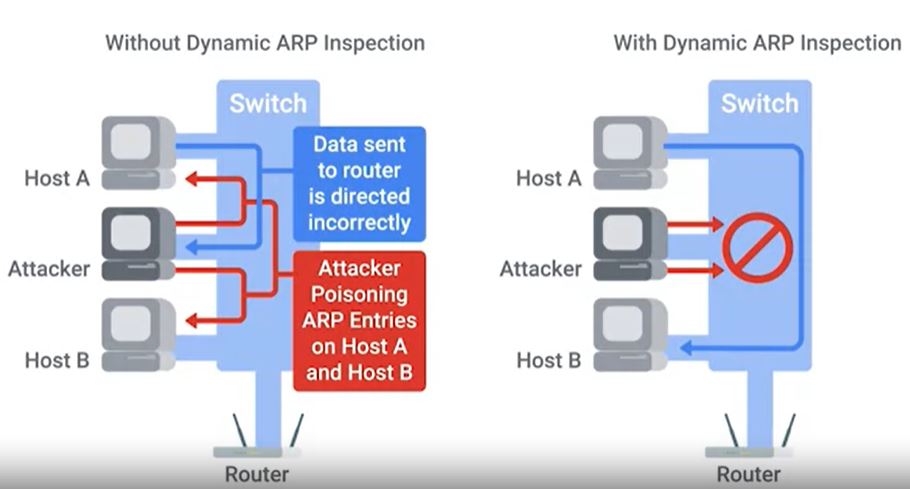 Without Dynamic ARP Inspection
Switch
Data sent
to router
is directed
incorrectly
Host A
Attacker
Attacker
Poisoning
ARP Entries
on Host A
and Host B
Host B
Router
With Dynamic ARP Inspection
Switch
Host A
Attacker
Host B
Router